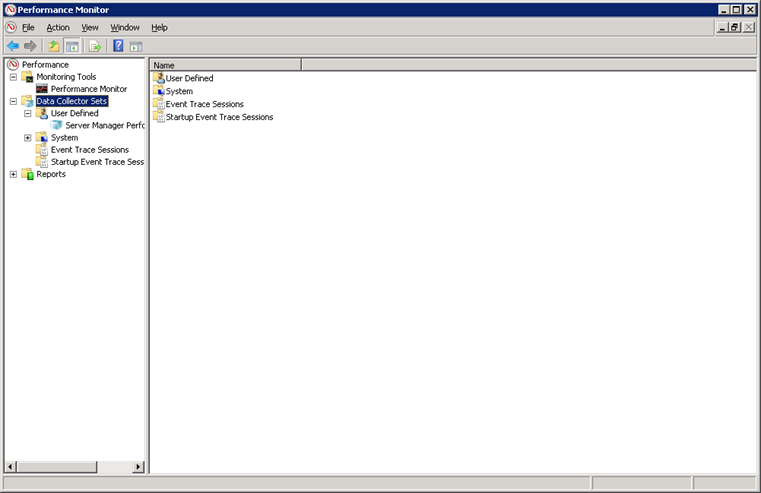 Performance Monitor
File Action View Window Help
Performance
Monitoring Tools
Performance Monitor
Data Collector Sets
User Defined
Server Manager Perfo
System
Event Trace Sessions
Startup Event Trace Sess
Reports
Name
User Defined
System
Event Trace Sessions
Startup Event Trace Sessions